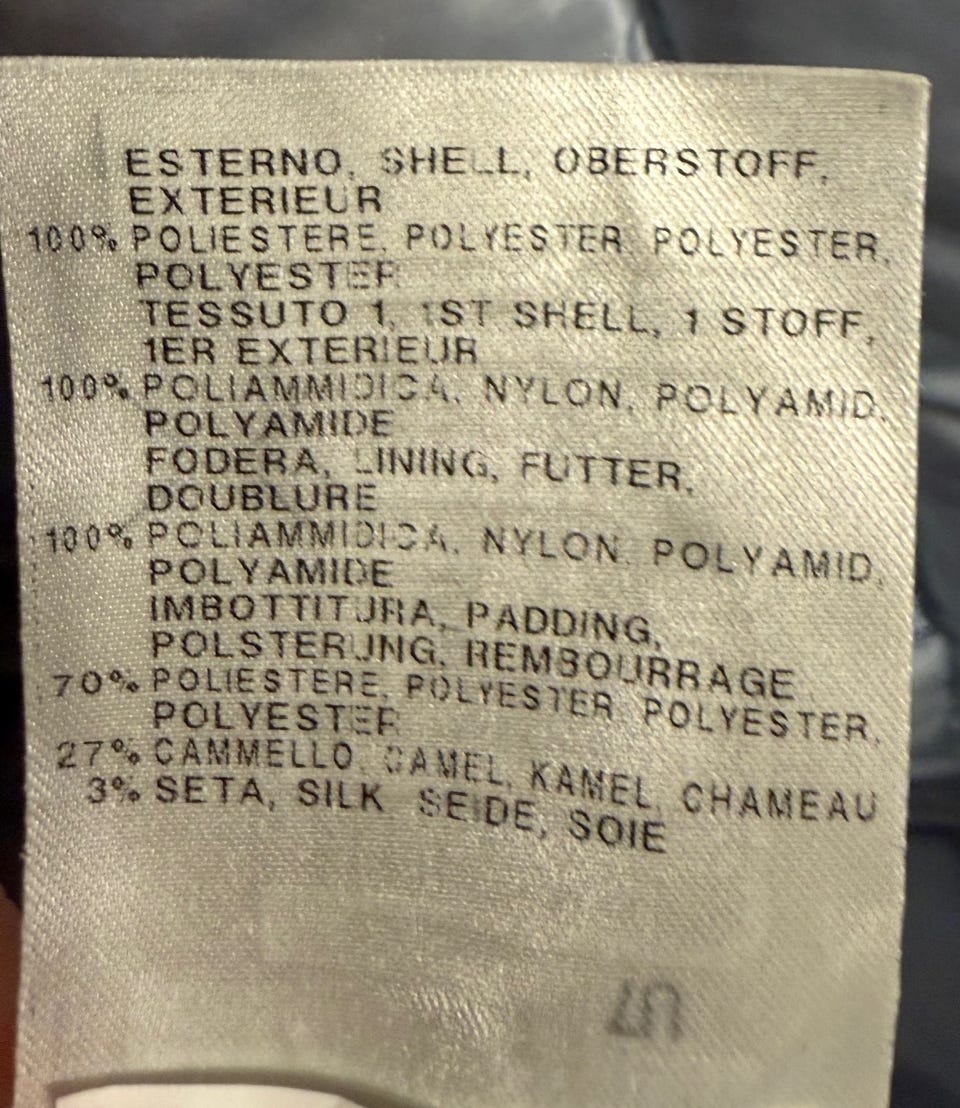 ESTERNO, SHELL, OBERSTOFF,
EXTERIEUR
100% POLIESTERE, POLYESTER, POLYESTER,
POLYESTER
TESSUTO 1, 1ST SHELL, 1 STOFF,
1ER EXTERIEUR
100% POLIAMMIDICA, NYLON, POLYAMID,
POLYAMIDE
FODERA, LINING, FUTTER,
DOUBLURE
100% POLIAMMIDICA, NYLON, POLYAMID,
POLYAMIDE
IMBOTTITURA, PADDING,
POLSTERUNG, REMBOURRAGE
70% POLIESTERE, POLYESTER, POLYESTER,
POLYESTER
27% CAMMELLO, CAMEL, KAMEL, CHAMEAU
3% SETA, SILK, SEIDE, SOIE